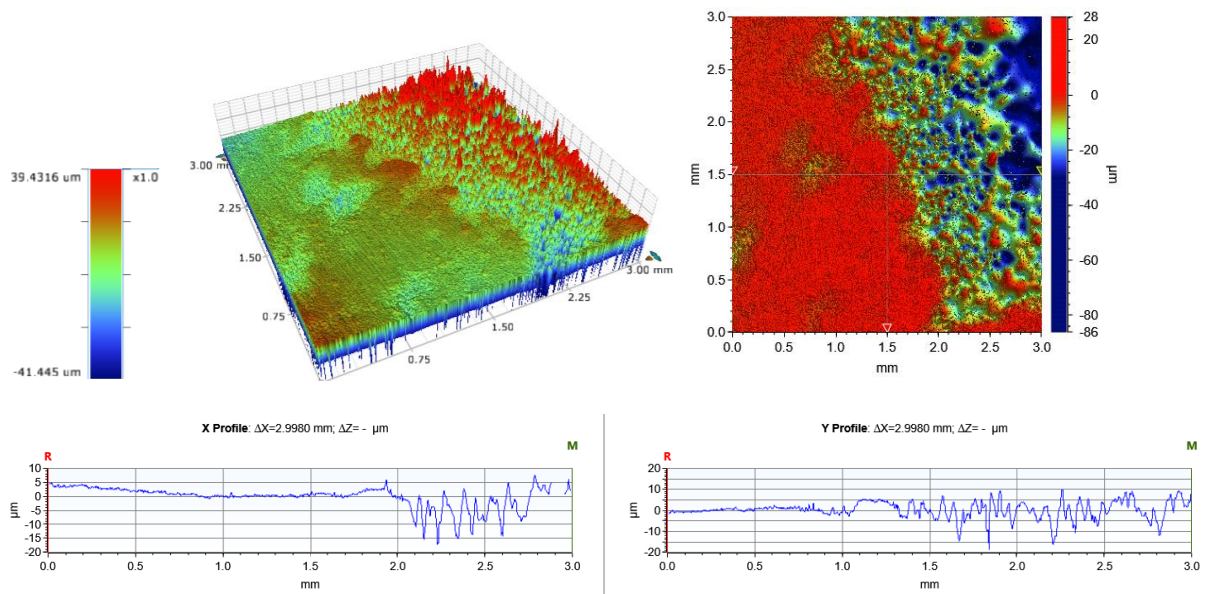 39.4316 um
x1.0
-41.445 um
3.00 mm
2.25
1.50
0.75
0.75
1.50
2.25
3.00 mm
3.0
2.5
2.0
1.5
1.0
0.5
0.0
mm
0.0 0.5 1.0 1.5 2.0 2.5 3.0
mm
28
20
0
-20
-40
-60
-80
-86
µm
X Profile: ΔX=2.9980 mm; ΔZ= - µm
R
M
10
5
0
-5
-10
-15
-20
µm
0.0 0.5 1.0 1.5 2.0 2.5 3.0
mm
Y Profile: ΔX=2.9980 mm; ΔZ= - µm
R
M
20
10
0
-10
-20
µm
0.0 0.5 1.0 1.5 2.0 2.5 3.0
mm